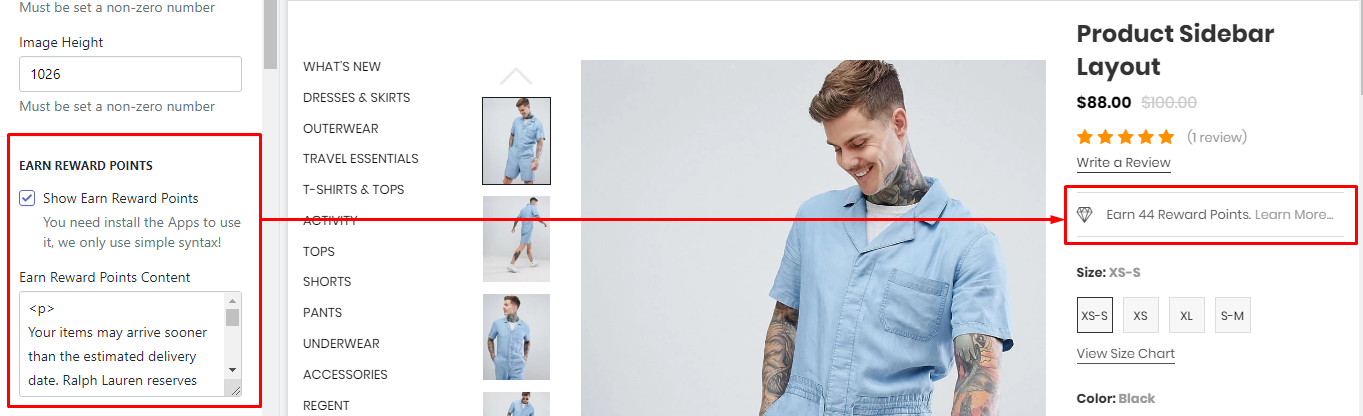 Must be set a non-zero number
Image Height
1026
Must be set a non-zero number
EARN REWARD POINTS
Show Earn Reward Points
You need install the Apps to use
it, we only use simple syntax!
Earn Reward Points Content
<p>
Your items may arrive sooner
than the estimated delivery
date. Ralph Lauren reserves
WHAT'S NEW
DRESSES & SKIRTS
OUTERWEAR
TRAVEL ESSENTIALS
T-SHIRTS & TOPS
ACTIVITY
TOPS
SHORTS
PANTS
UNDERWEAR
ACCESSORIES
REGENT
Product Sidebar
Layout
$88.00 $100.00
(1 review)
Write a Review
Earn 44 Reward Points. Learn More...
Size: XS-S
XS-S XS XL S-M
View Size Chart
Color: Black